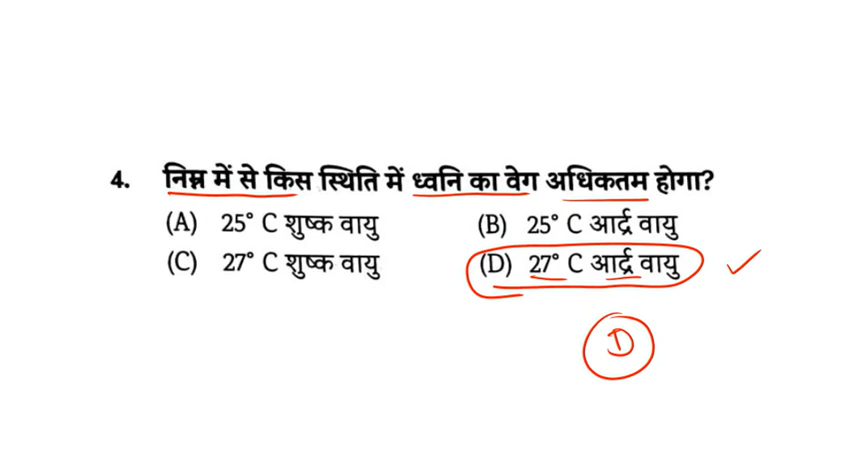 4. निम्न में से किस स्थिति में ध्वनि का वेग अधिकतम होगा?
(A) 25° C शुष्क वायु (B) 25° C आर्द्र वायु
(C) 27° C शुष्क वायु (D) 27° C आर्द्र वायु
D